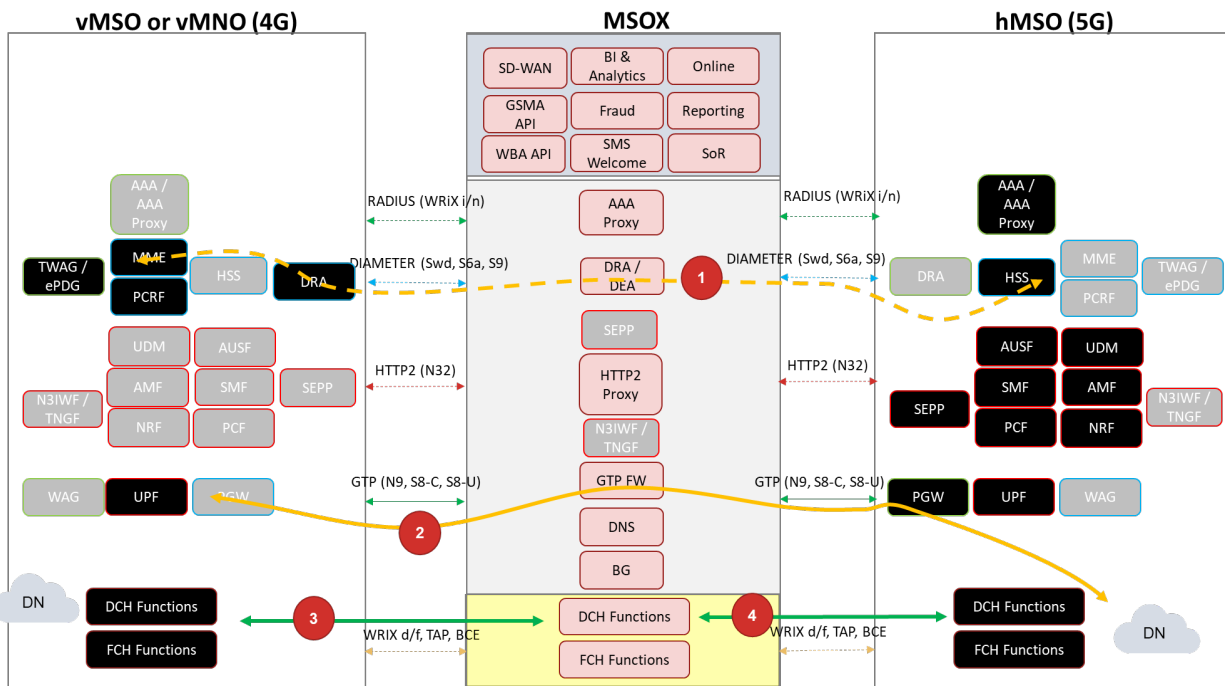 vMSO or vMNO (4G)
MSOX
hMSO (5G)
SD-WAN
BI &
Analytics
Online
GSMA
API
Fraud
Reporting
WBA API
SMS
Welcome
SoR
AAA /
AAA
Proxy
RADIUS (WRiX i/n)
AAA
Proxy
RADIUS (WRiX i/n)
AAA /
AAA
Proxy
TWAG /
ePDG
MME
PCRF
HSS
DRA
DIAMETER (Swd, S6a, S9)
DRA /
DEA
1
DIAMETER (Swd, S6a, S9)
DRA
HSS
MME
PCRF
TWAG /
ePDG
SEPP
UDM
AUSF
AMF
SMF
SEPP
N3IWF /
TNGF
NRF
PCF
HTTP2 (N32)
HTTP2
Proxy
HTTP2 (N32)
AUSF
UDM
SMF
AMF
SEPP
PCF
NRF
N3IWF /
TNGF
N3IWF /
TNGF
WAG
UPF
PGW
GTP (N9, S8-C, S8-U)
2
GTP FW
GTP (N9, S8-C, S8-U)
PGW
UPF
WAG
DNS
BG
DN
DCH Functions
FCH Functions
3
WRIX d/f, TAP, BCE
DCH Functions
FCH Functions
4
WRIX d/f, TAP, BCE
DCH Functions
FCH Functions
DN